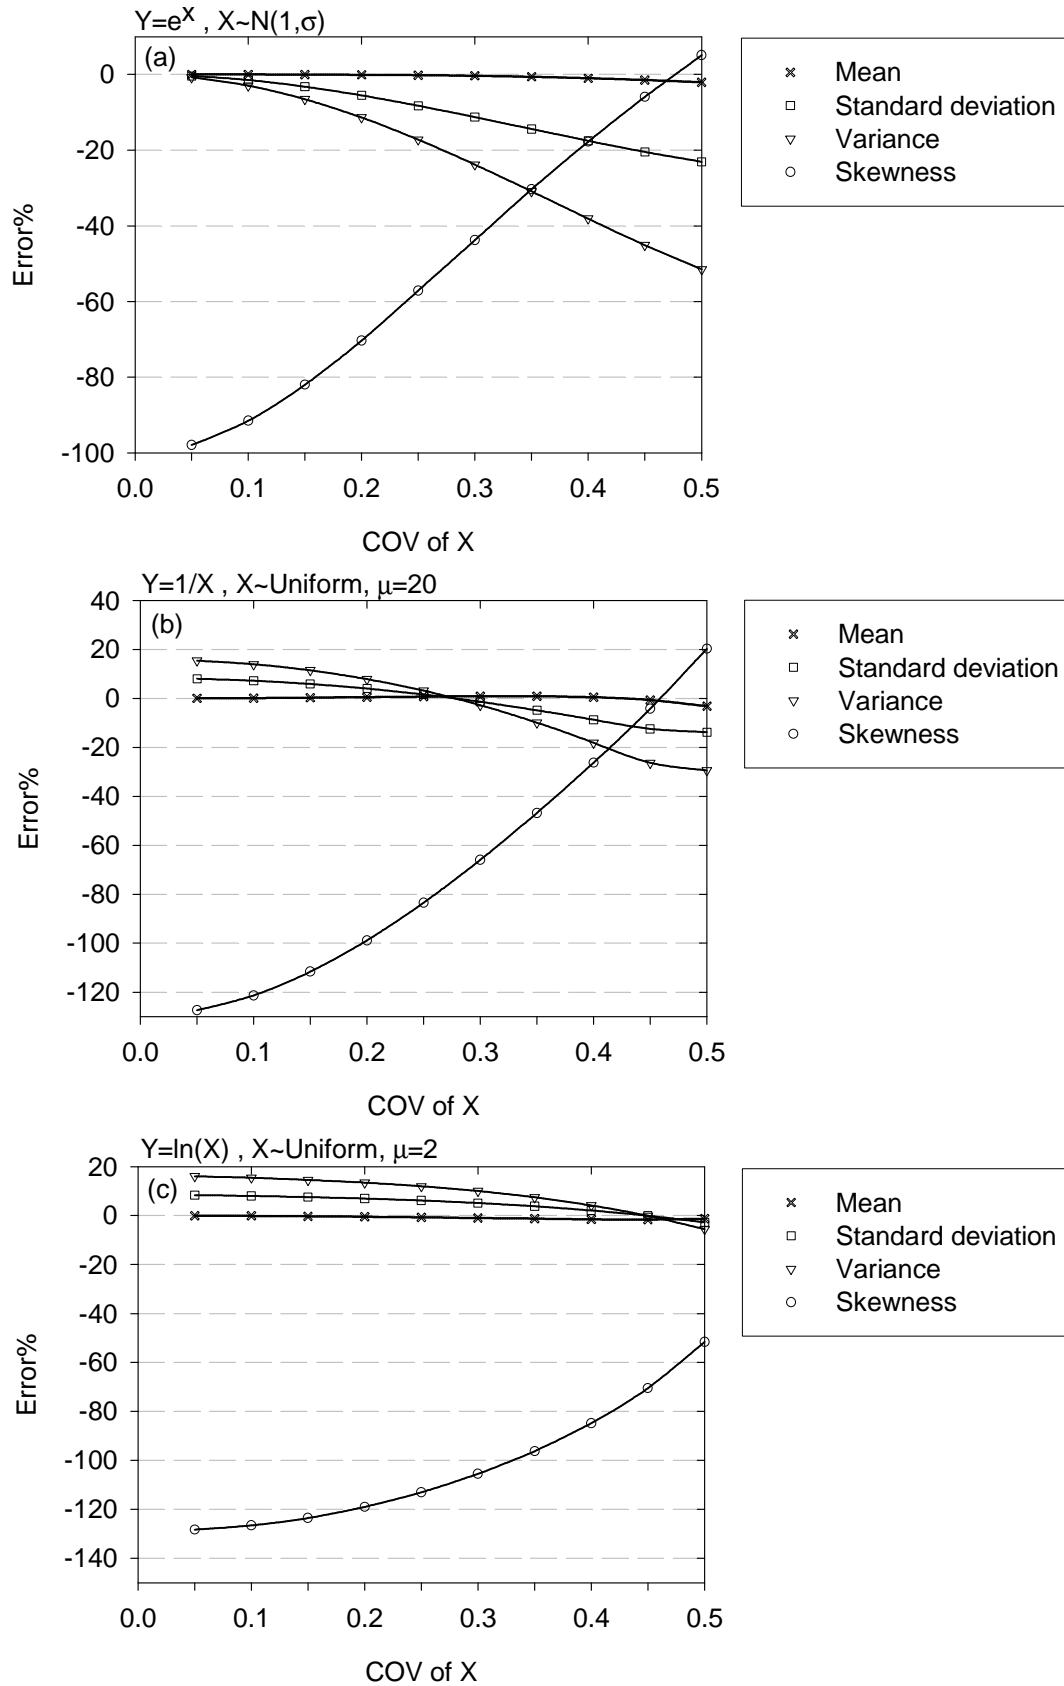 Y=e^x , X~N(1,σ)
(a)
0
-20
-40
-60
-80
-100
Error%
0.0 0.1 0.2 0.3 0.4 0.5
COV of X
Mean
Standard deviation
Variance
Skewness
Y=1/X , X~Uniform, μ=20
(b)
40
20
0
-20
-40
-60
-80
-100
-120
Error%
0.0 0.1 0.2 0.3 0.4 0.5
COV of X
Mean
Standard deviation
Variance
Skewness
Y=ln(X) , X~Uniform, μ=2
(c)
20
0
-20
-40
-60
-80
-100
-120
-140
Error%
0.0 0.1 0.2 0.3 0.4 0.5
COV of X
Mean
Standard deviation
Variance
Skewness